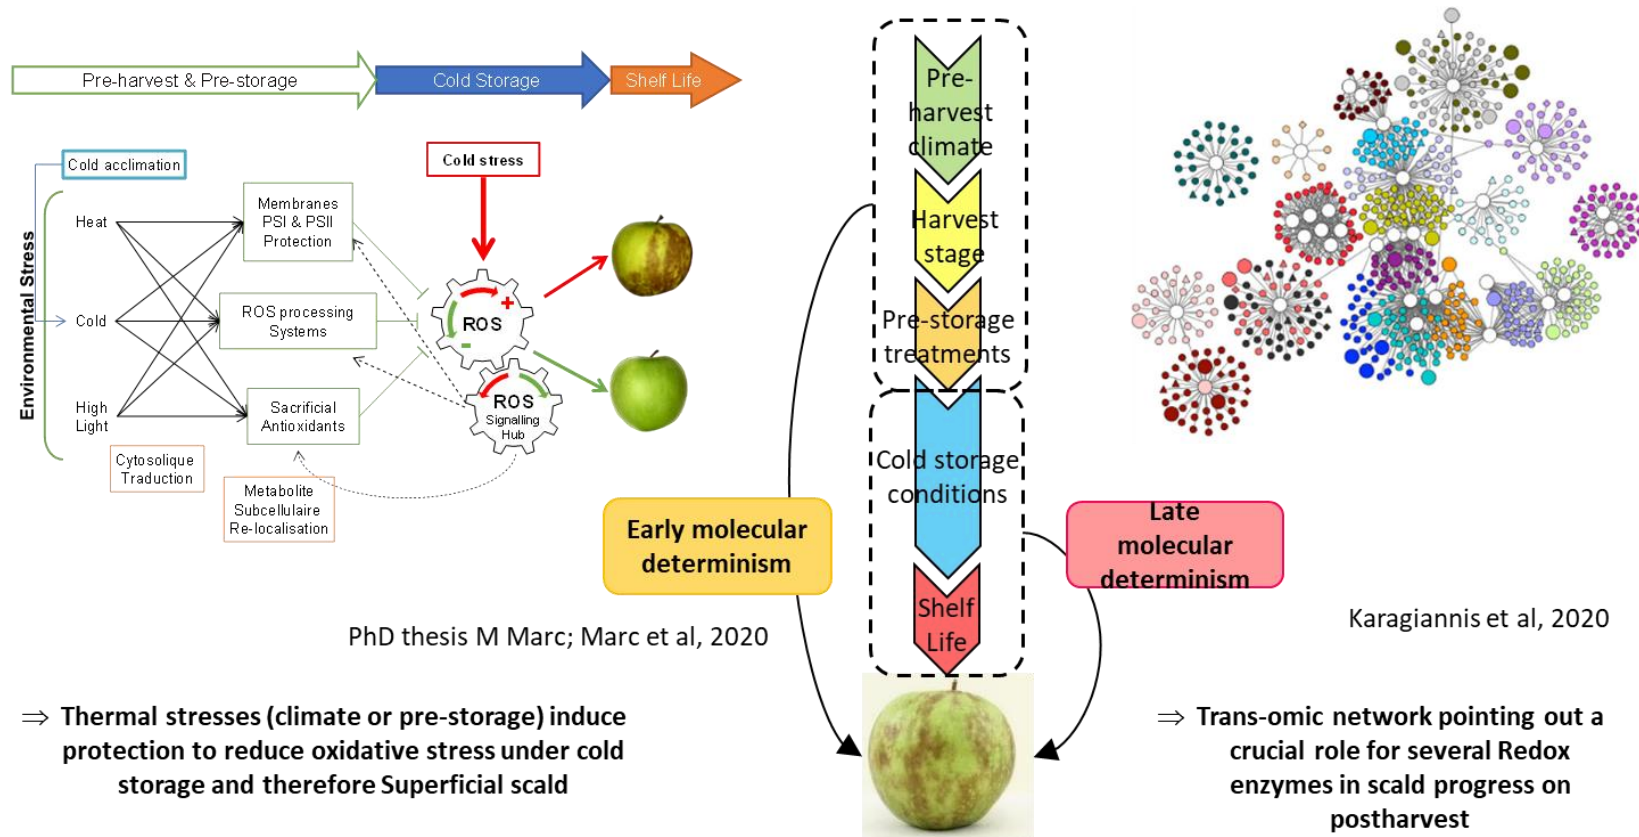 Pre-harvest & Pre-storage
Cold Storage
Shelf Life
Cold acclimation
Cold stress
Environmental Stress
Heat
Cold
High
Light
Membranes
PSI & PSII
Protection
ROS processing
Systems
Sacrificial
Antioxidants
Cytosolique
Traduction
Metabolite
Subcellulaire
Re-localisation
+
ROS
-
ROS
Signalling
Hub
PhD thesis M Marc; Marc et al, 2020
⇒ Thermal stresses (climate or pre-storage) induce
protection to reduce oxidative stress under cold
storage and therefore Superficial scald
Pre-
harvest
climate
Harvest
stage
Pre-storage
treatments
Cold storage
conditions
Shelf
Life
Early molecular
determinism
Late
molecular
determinism
Karagiannis et al, 2020
⇒ Trans-omic network pointing out a
crucial role for several Redox
enzymes in scald progress on
postharvest